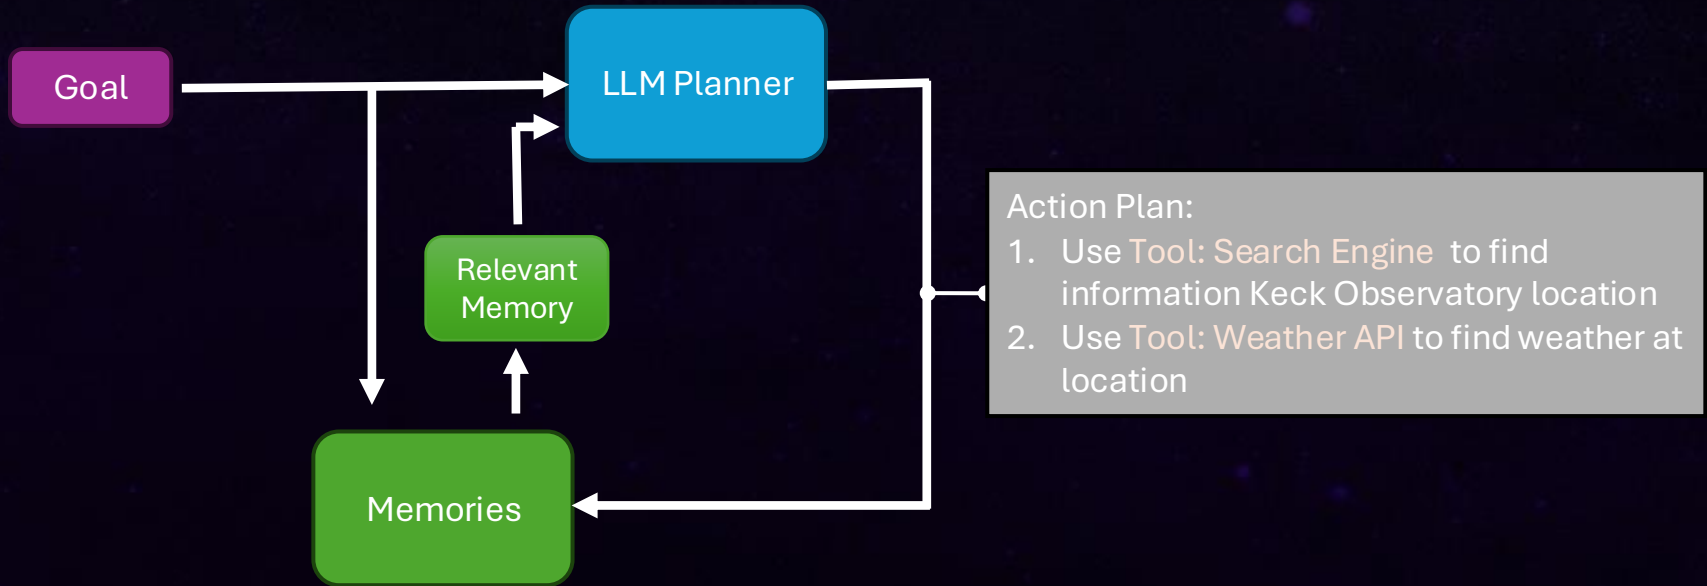 Goal
LLM Planner
Relevant
Memory
Memories
Action Plan:
1. Use Tool: Search Engine to find
information Keck Observatory location
2. Use Tool: Weather API to find weather at
location